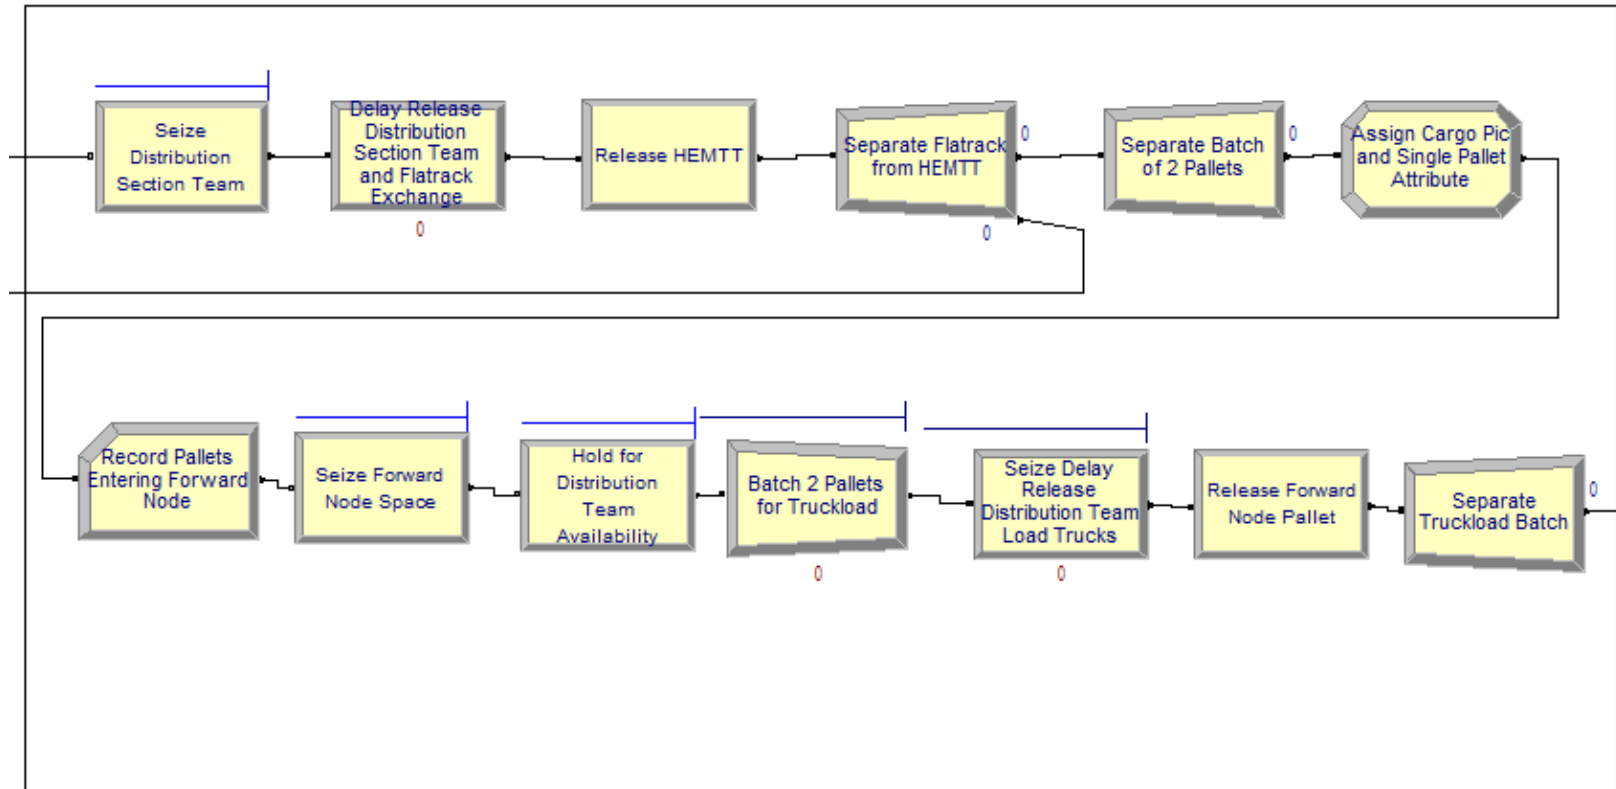 Seize
Distribution
Section Team
Delay Release
Distribution
Section Team
and Flatrack
Exchange
0
Release HEMTT
Separate Flatrack
from HEMTT
0
0
Separate Batch
of 2 Pallets
0
Assign Cargo Pic
and Single Pallet
Attribute
Record Pallets
Entering Forward
Node
Seize Forward
Node Space
Hold for
Distribution
Team
Availability
Batch 2 Pallets
for Truckload
0
Seize Delay
Release
Distribution Team
Load Trucks
0
Release Forward
Node Pallet
Separate
Truckload Batch
0